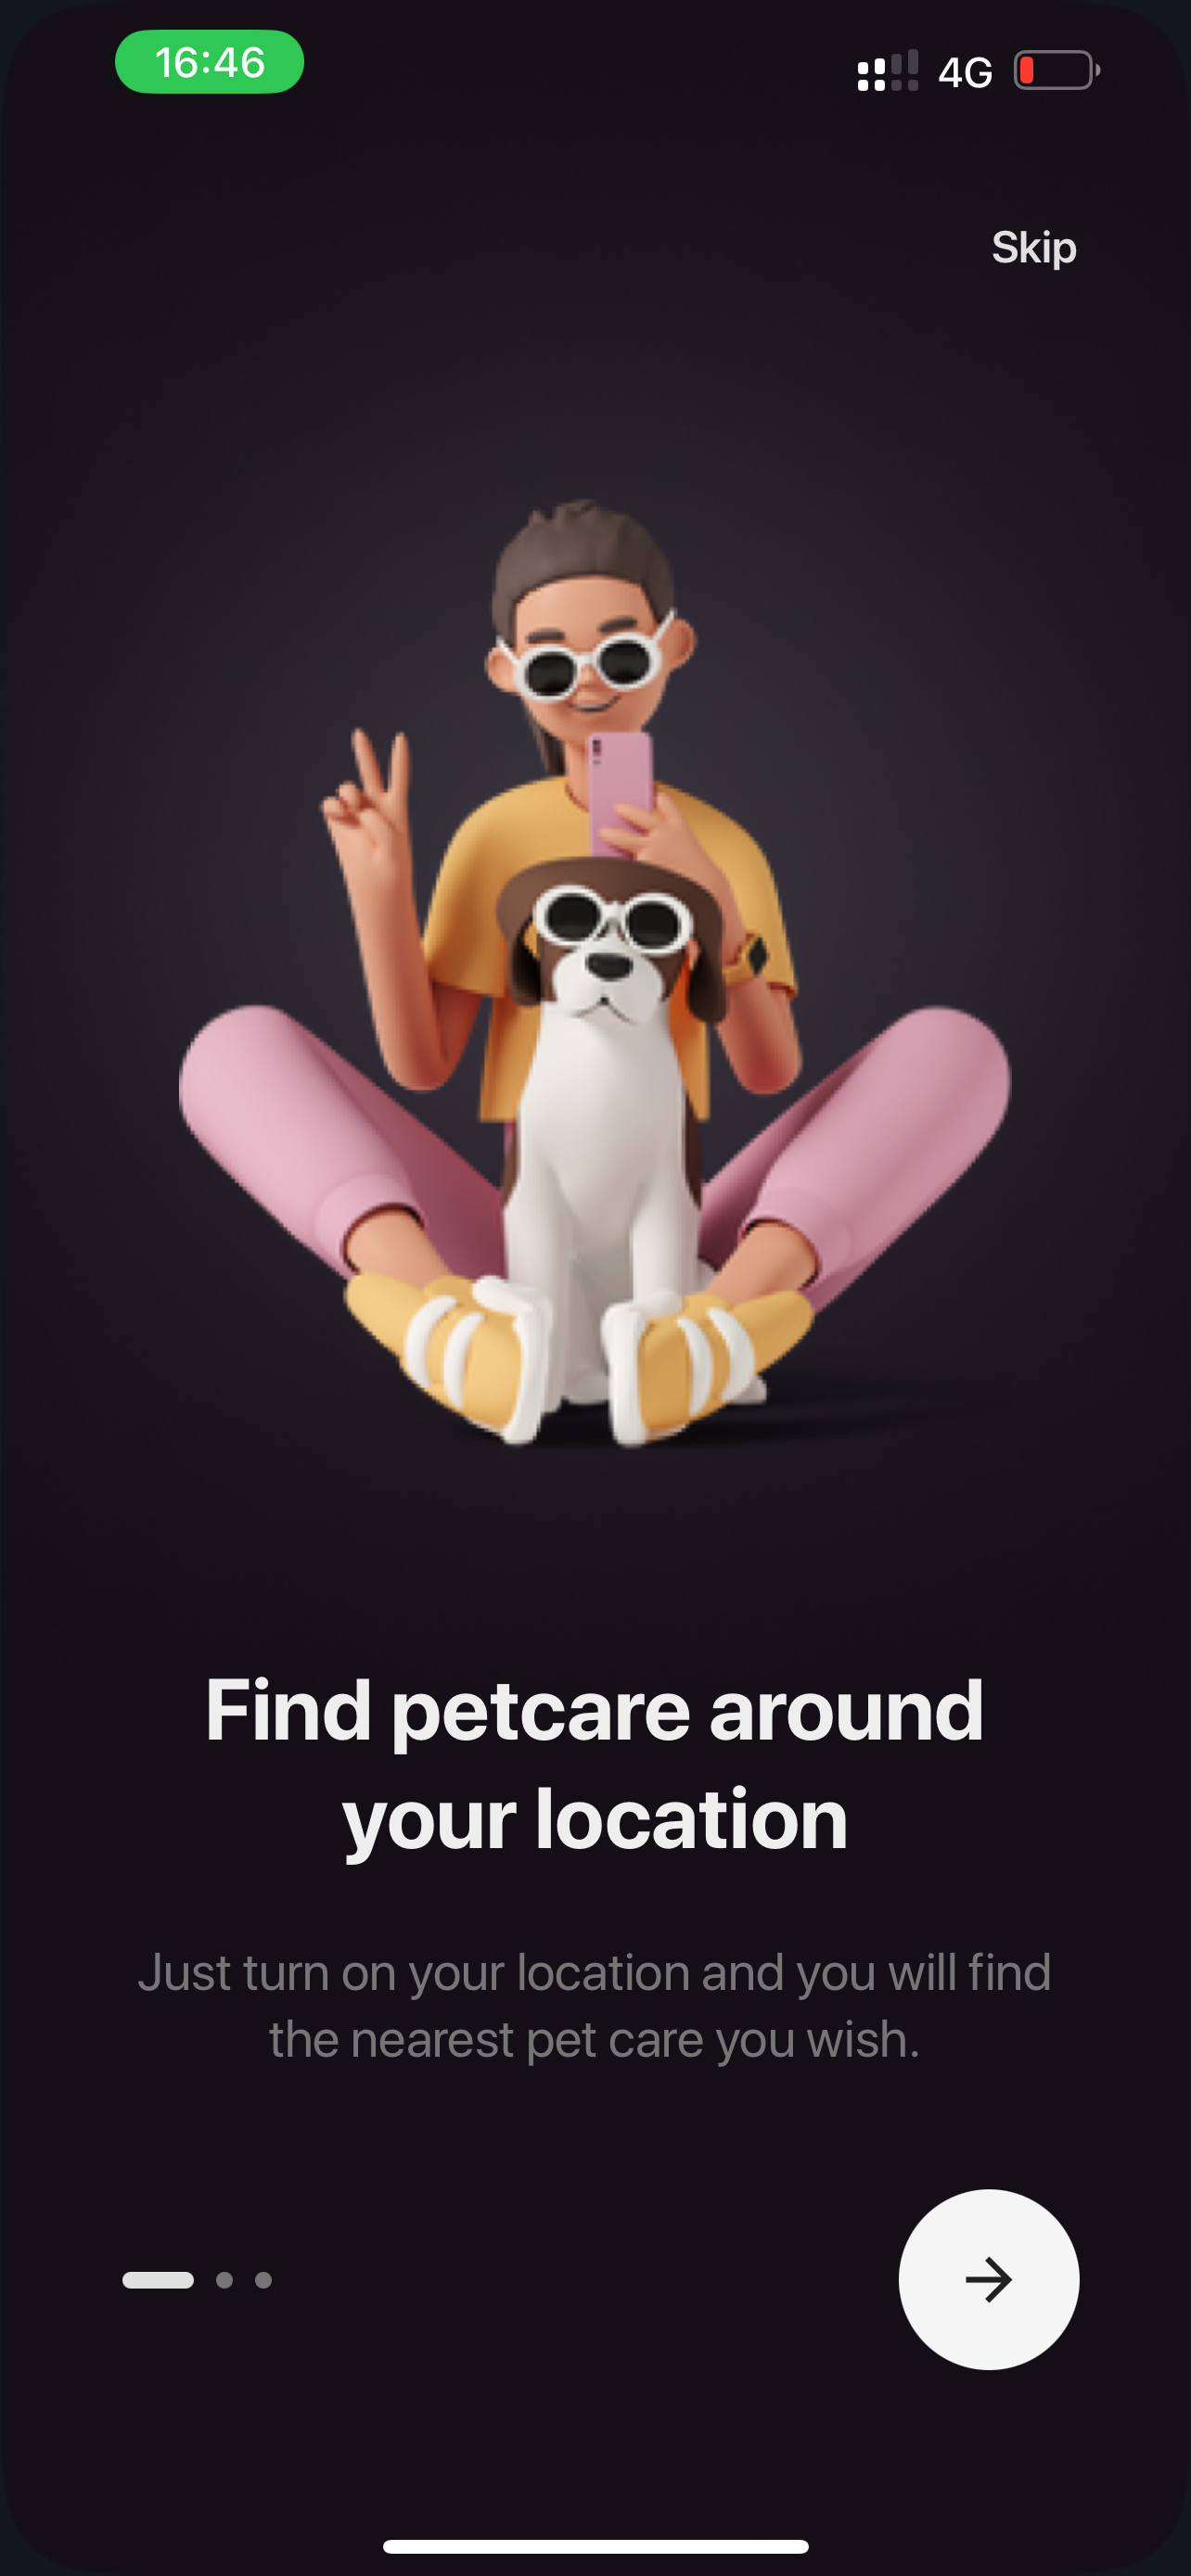 16:46
4G
Skip
Find petcare around
your location
Just turn on your location and you will find
the nearest pet care you wish.